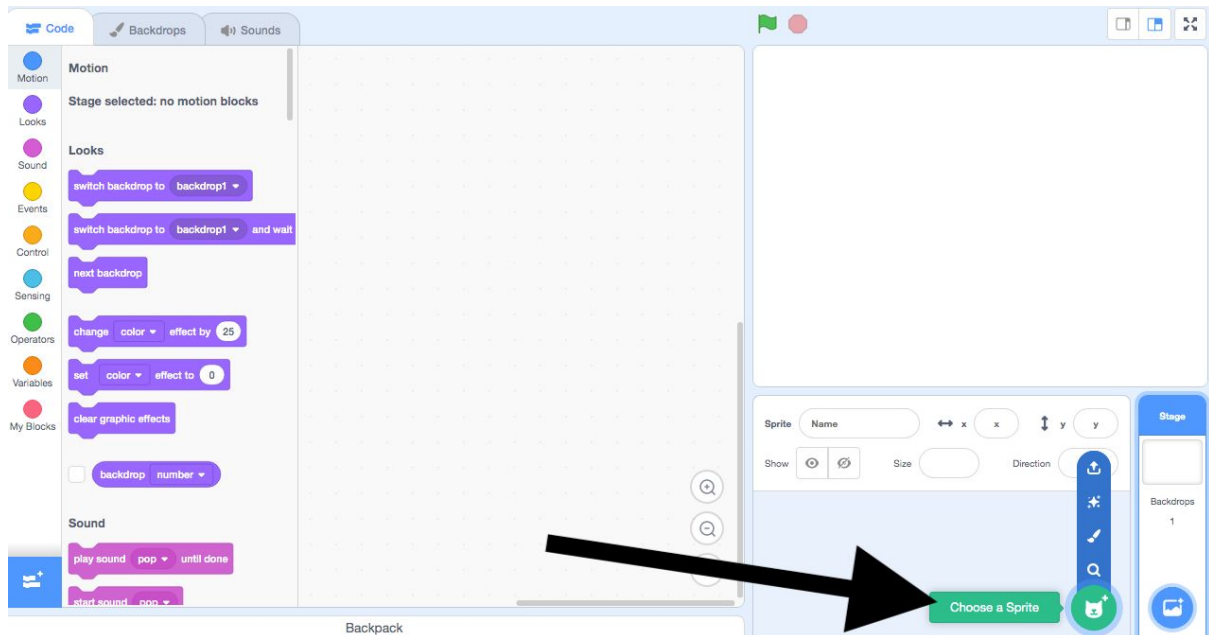 Code
Backdrops
Sounds
Motion
Looks
Sound
Events
Control
Sensing
Operators
Variables
My Blocks
Motion
Stage selected: no motion blocks
Looks
switch backdrop to backdrop1
switch backdrop to backdrop1 and wait
next backdrop
change color effect by 25
set color effect to 0
clear graphic effects
backdrop number
Sound
play sound pop until done
start sound pop
Backpack
Sprite Name x x y y
Show Size Direction
Choose a Sprite
Stage
Backdrops
1